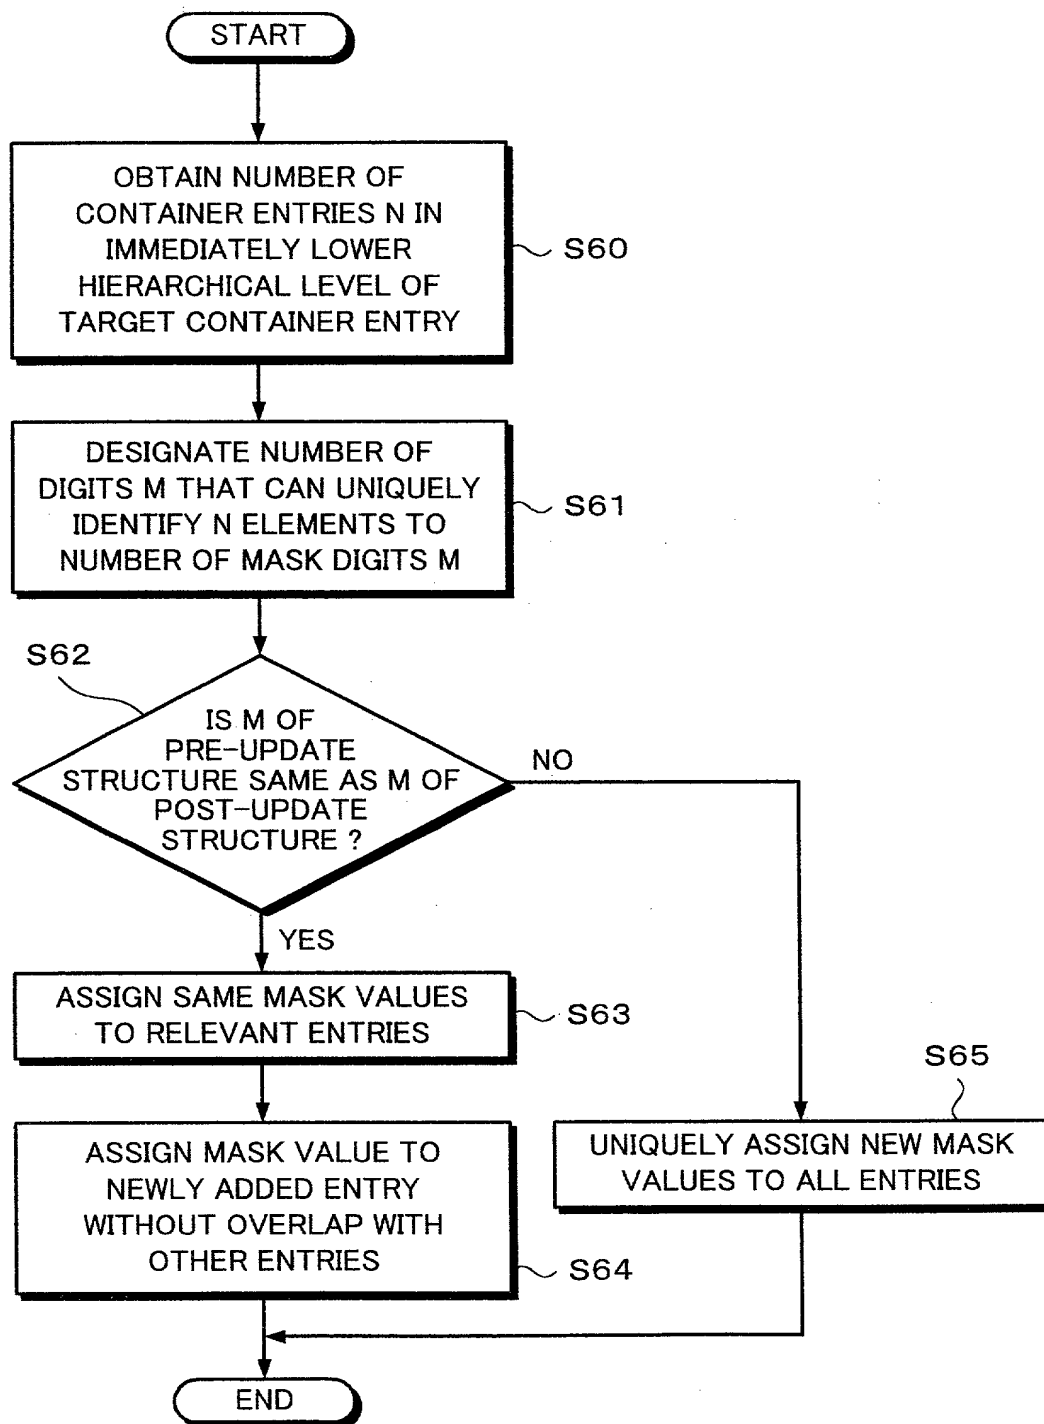 START
OBTAIN NUMBER OF
CONTAINER ENTRIES N IN
IMMEDIATELY LOWER
HIERARCHICAL LEVEL OF
TARGET CONTAINER ENTRY
S60
DESIGNATE NUMBER OF
DIGITS M THAT CAN UNIQUELY
IDENTIFY N ELEMENTS TO
NUMBER OF MASK DIGITS M
S61
S62
IS M OF
PRE-UPDATE
STRUCTURE SAME AS M OF
POST-UPDATE
STRUCTURE ?
NO
YES
ASSIGN SAME MASK VALUES
TO RELEVANT ENTRIES
S63
ASSIGN MASK VALUE TO
NEWLY ADDED ENTRY
WITHOUT OVERLAP WITH
OTHER ENTRIES
S64
S65
UNIQUELY ASSIGN NEW MASK
VALUES TO ALL ENTRIES
END